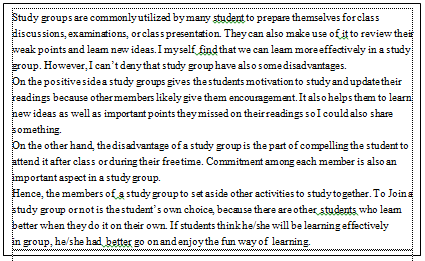 Study groups are commonly utilized by many student to prepare themselves for class
discussions, examinations, or class presentation. They can also make use of it to review their
weak points and learn new ideas. I myself find that we can learn more effectively in a study
group. However, I can't deny that study group have also some disadvantages.
On the positive side a study groups gives the students motivation to study and update their
readings because other members likely give them encouragement. It also helps them to learn
new ideas as well as important points they missed on their readings so I could also share
something.
On the other hand, the disadvantage of a study group is the part of compelling the student to
attend it after class or during their free time. Commitment among each member is also an
important aspect in a study group.
Hence, the members of a study group to set aside other activities to study together. To Join a
study group or not is the student's own choice, because there are other students who learn
better when they do it on their own. If students think he/she will be learning effectively
in group, he/she had better go on and enjoy the fun way of learning.